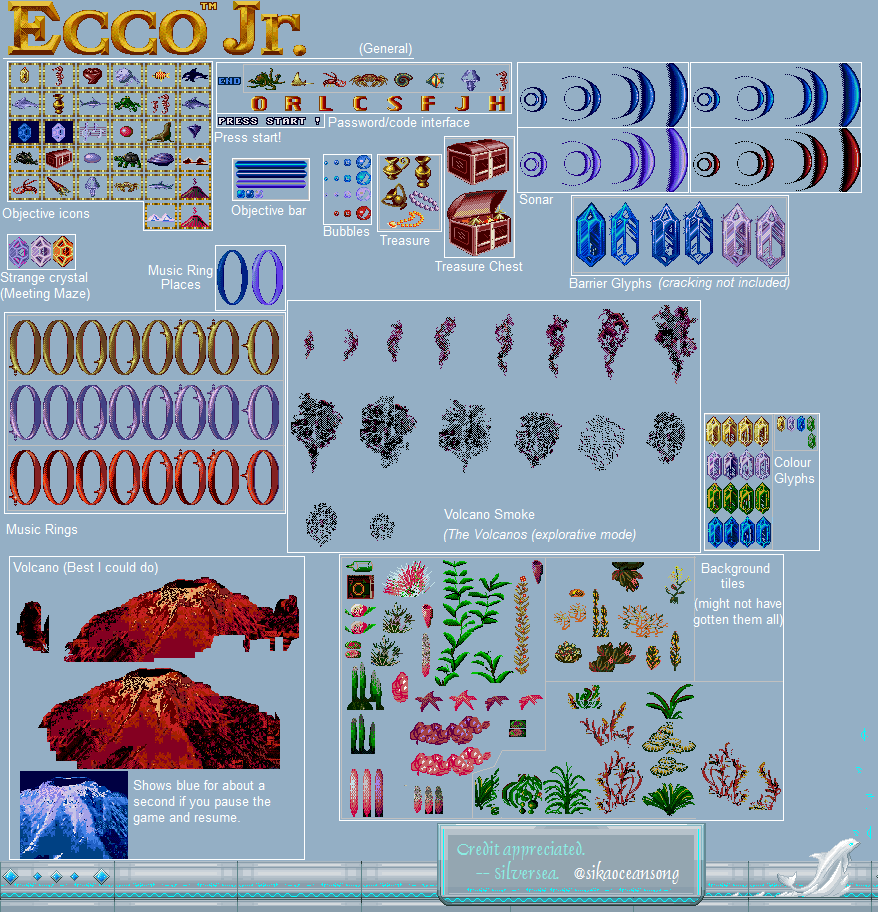 Ecco™ Jr.
(General)
END
O R L C S F J H
PRESS START !
Password/code interface
Press start!
Objective icons
Objective bar
Bubbles
Treasure
Treasure Chest
Sonar
Barrier Glyphs (cracking not included)
Strange crystal
(Meeting Maze)
Music Ring
Places
Music Rings
Volcano Smoke
(The Volcanos (explorative mode)
Colour
Glyphs
Volcano (Best I could do)
Shows blue for about a
second if you pause the
game and resume.
Background
tiles
(might not have
gotten them all)
Credit appreciated.
-- Silversea. @sikaoceansong